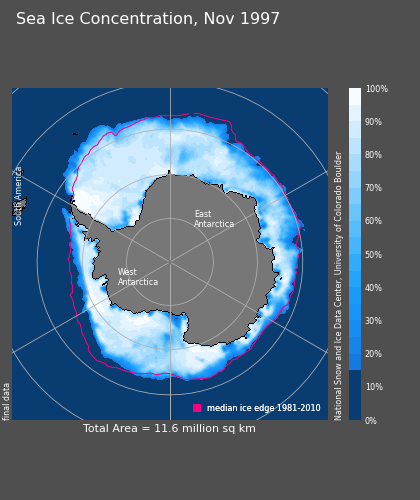 Sea Ice Concentration, Nov 1997
South America
East
Antarctica
West
Antarctica
final data
median ice edge 1981-2010
Total Area = 11.6 million sq km
National Snow and Ice Data Center, University of Colorado Boulder
100%
90%
80%
70%
60%
50%
40%
30%
20%
10%
0%